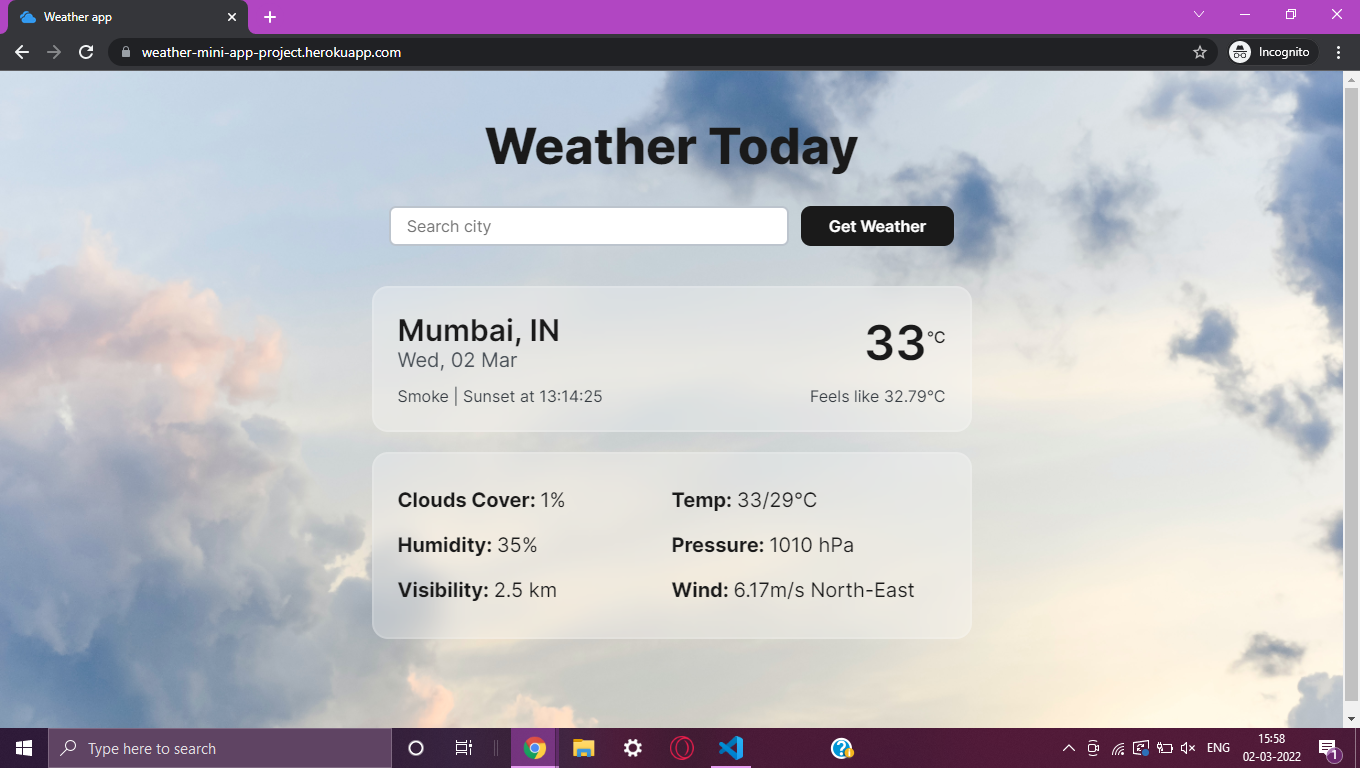 Weather app
weather-mini-app-project.herokuapp.com
Incognito
Weather Today
Search city
Get Weather
Mumbai, IN
33 °C
Wed, 02 Mar
Smoke | Sunset at 13:14:25
Feels like 32.79°C
Clouds Cover: 1%
Temp: 33/29°C
Humidity: 35%
Pressure: 1010 hPa
Visibility: 2.5 km
Wind: 6.17m/s North-East
Type here to search
ENG
15:58
02-03-2022
1